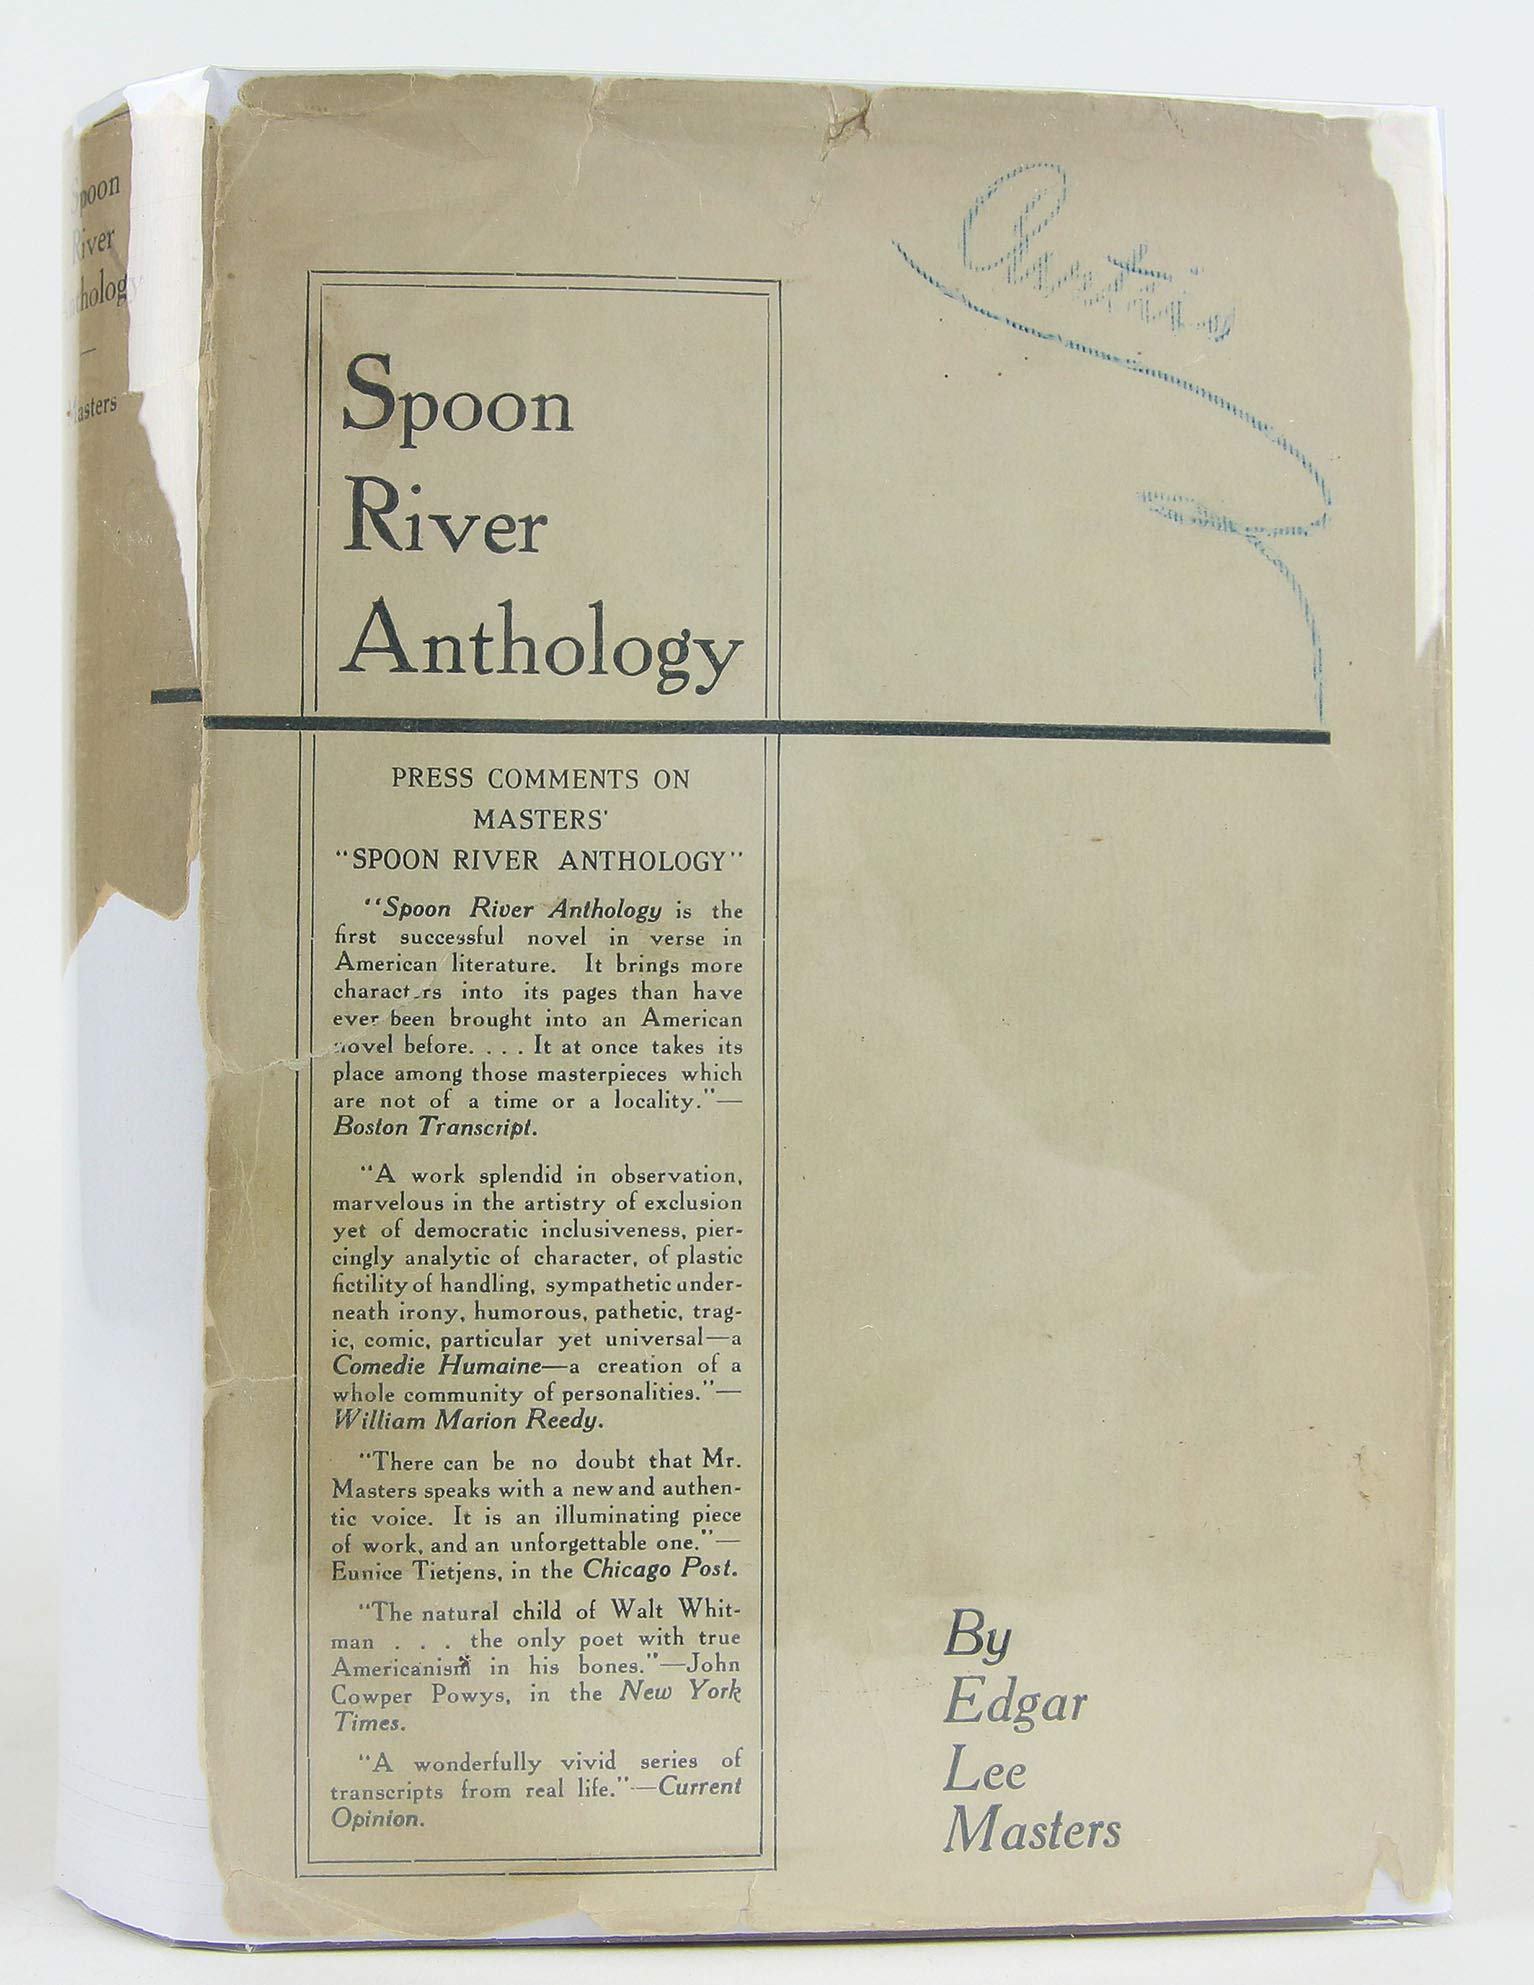 Spoon
River
Anthology
PRESS COMMENTS ON
MASTERS'
"SPOON RIVER ANTHOLOGY"
"Spoon River Anthology is the
first successful novel in verse in
American literature. It brings more
characters into its pages than have
ever been brought into an American
novel before. . . . It at once takes its
place among those masterpieces which
are not of a time or a locality."—
Boston Transcript.
"A work splendid in observation,
marvelous in the artistry of exclusion
yet of democratic inclusiveness, pier-
cingly analytic of character, of plastic
fictility of handling, sympathetic under-
neath irony, humorous, pathetic, trag-
ic, comic, particular yet universal—a
Comedie Humaine—a creation of a
whole community of personalities."—
William Marion Reedy.
"There can be no doubt that Mr.
Masters speaks with a new and authen-
tic voice. It is an illuminating piece
of work, and an unforgettable one."—
Eunice Tietjens, in the Chicago Post.
"The natural child of Walt Whit-
man . . . the only poet with true
Americanism in his bones."—John
Cowper Powys, in the New York
Times.
"A wonderfully vivid series of
transcripts from real life."—Current
Opinion.
By
Edgar
Lee
Masters
Spoon
River
Anthology
Masters